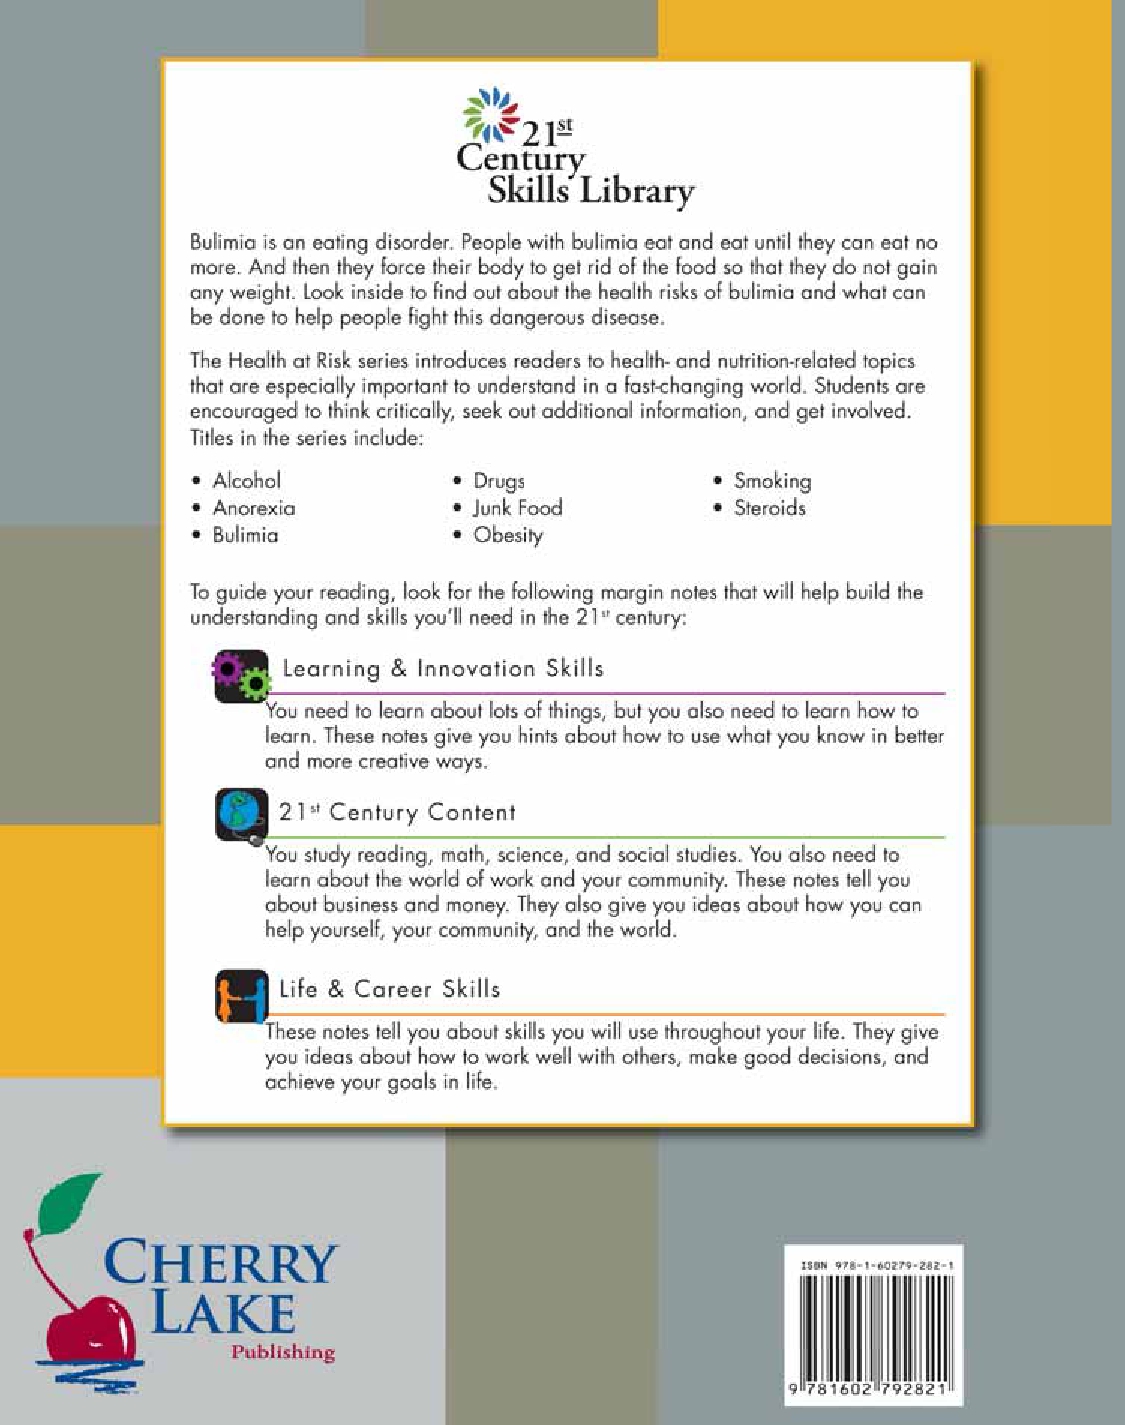 21st
Century
Skills Library
Bulimia is an eating disorder. People with bulimia eat and eat until they can eat no
more. And then they force their body to get rid of the food so that they do not gain
any weight. Look inside to find out about the health risks of bulimia and what can
be done to help people fight this dangerous disease.
The Health at Risk series introduces readers to health- and nutrition-related topics
that are especially important to understand in a fast-changing world. Students are
encouraged to think critically, seek out additional information, and get involved.
Titles in the series include:
• Alcohol
• Anorexia
• Bulimia
• Drugs
• Junk Food
• Obesity
• Smoking
• Steroids
To guide your reading, look for the following margin notes that will help build the
understanding and skills you'll need in the 21st century:
Learning & Innovation Skills
You need to learn about lots of things, but you also need to learn how to
learn. These notes give you hints about how to use what you know in better
and more creative ways.
21st Century Content
You study reading, math, science, and social studies. You also need to
learn about the world of work and your community. These notes tell you
about business and money. They also give you ideas about how you can
help yourself, your community, and the world.
Life & Career Skills
These notes tell you about skills you will use throughout your life. They give
you ideas about how to work well with others, make good decisions, and
achieve your goals in life.
CHERRY
LAKE
Publishing
ISBN 978-1-60279-282-1
9 781602 792821